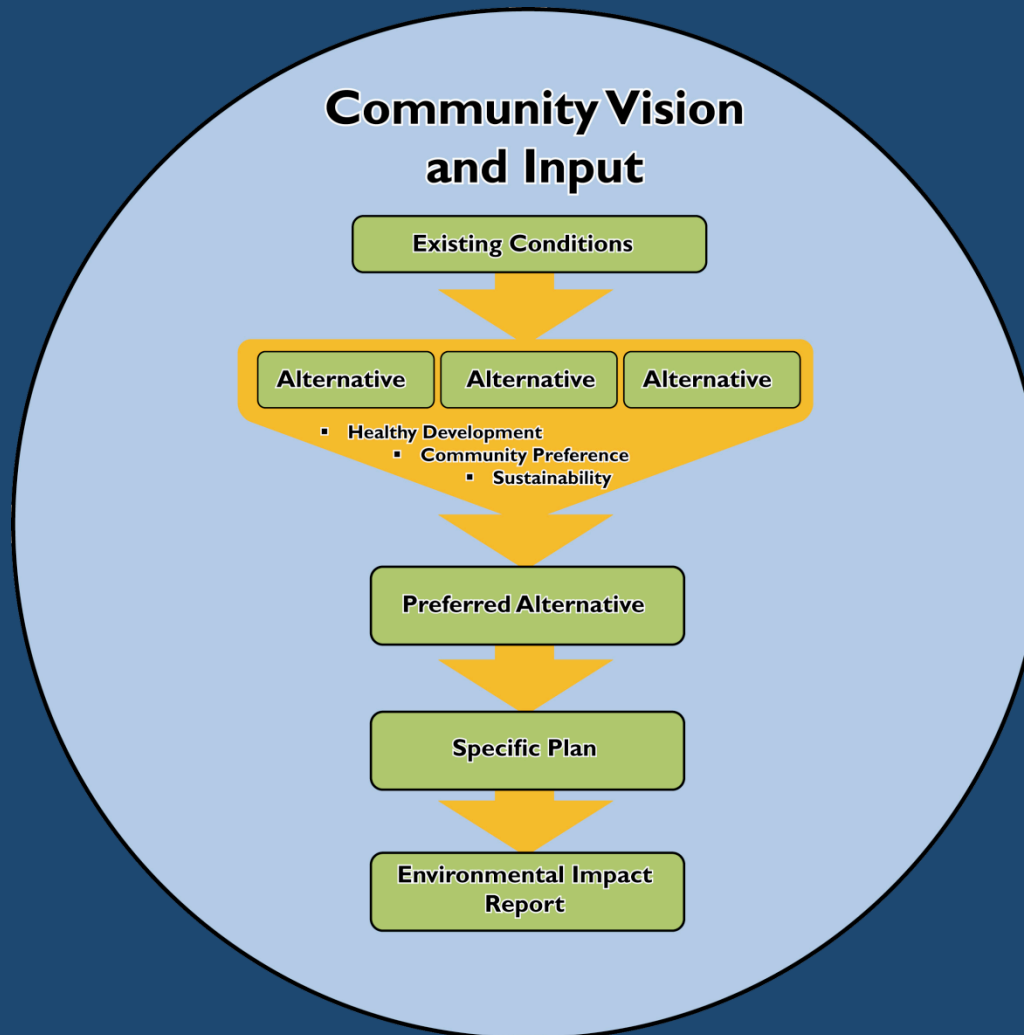 Community Vision
and Input
Existing Conditions
Alternative
Alternative
Alternative
▪ Healthy Development
▪ Community Preference
▪ Sustainability
Preferred Alternative
Specific Plan
Environmental Impact
Report